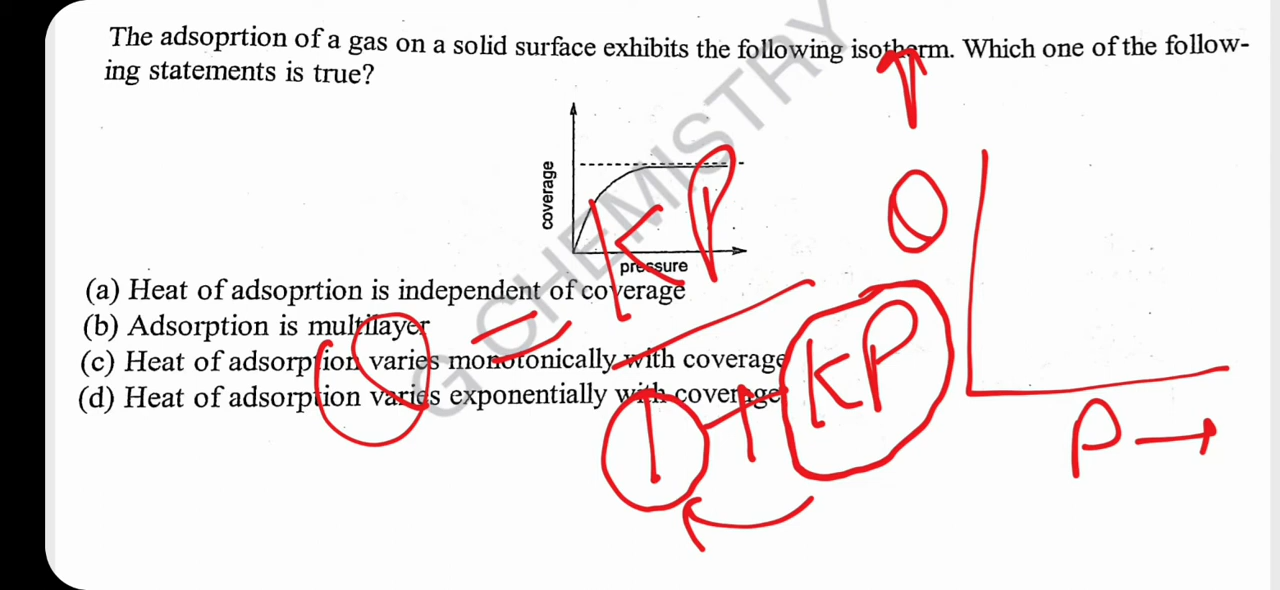 The adsoprtion of a gas on a solid surface exhibits the following isotherm. Which one of the follow-
ing statements is true?
coverage
pressure
(a) Heat of adsoprtion is independent of coverage
(b) Adsorption is multilayer
(c) Heat of adsorption varies monotonically with coverage
(d) Heat of adsorption varies exponentially with coverage
G CHEMISTRY
θ = KP
1 + KP
θ
P →